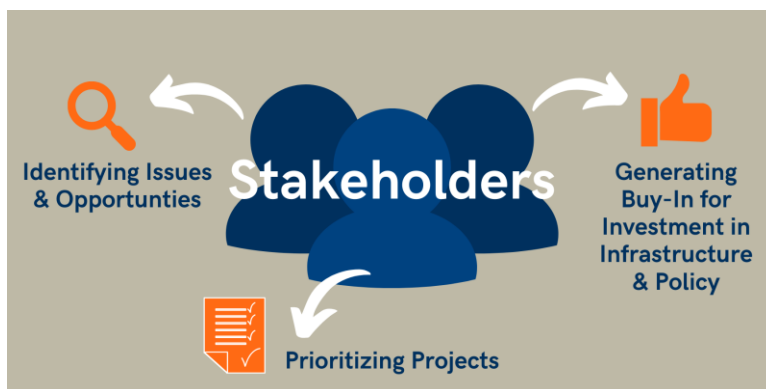 Stakeholders
Identifying Issues
& Opportunties
Generating
Buy-In for
Investment in
Infrastructure
& Policy
Prioritizing Projects